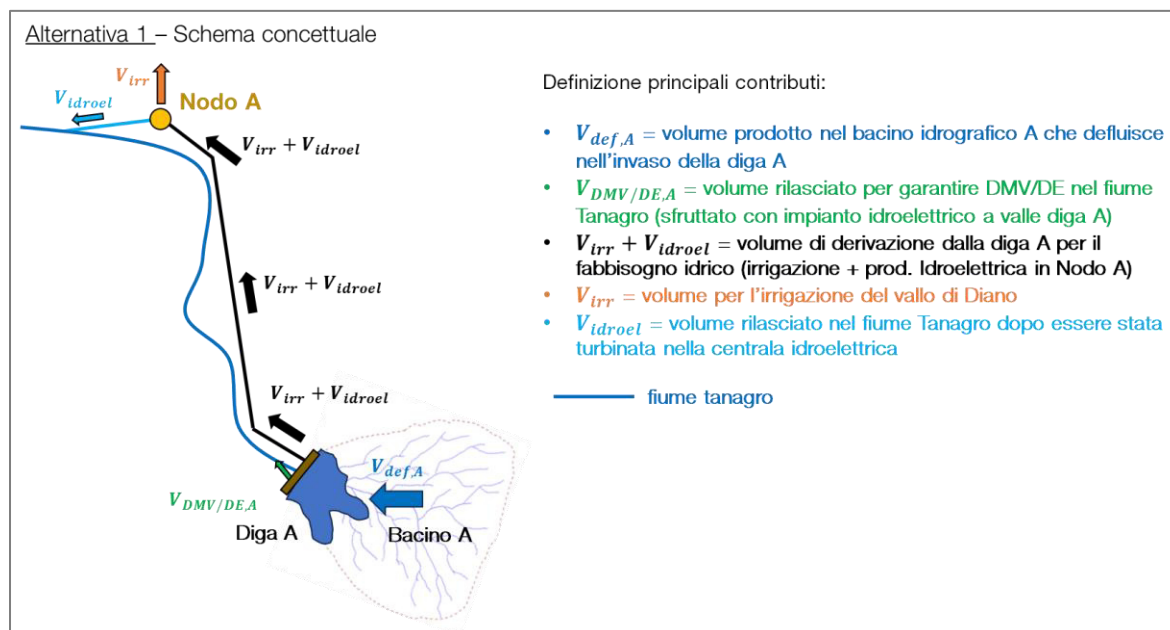 Alternativa 1 – Schema concettuale
V_irr
V_idroel
Nodo A
V_irr + V_idroel
V_irr + V_idroel
V_irr + V_idroel
V_def,A
V_DMV/DE,A
Diga A
Bacino A
Definizione principali contributi:
• V_def,A = volume prodotto nel bacino idrografico A che defluisce
nell'invaso della diga A
• V_DMV/DE,A = volume rilasciato per garantire DMV/DE nel fiume
Tanagro (sfruttato con impianto idroelettrico a valle diga A)
• V_irr + V_idroel = volume di derivazione dalla diga A per il
fabbisogno idrico (irrigazione + prod. Idroelettrica in Nodo A)
• V_irr = volume per l'irrigazione del vallo di Diano
• V_idroel = volume rilasciato nel fiume Tanagro dopo essere stata
turbinata nella centrala idroelettrica
fiume tanagro